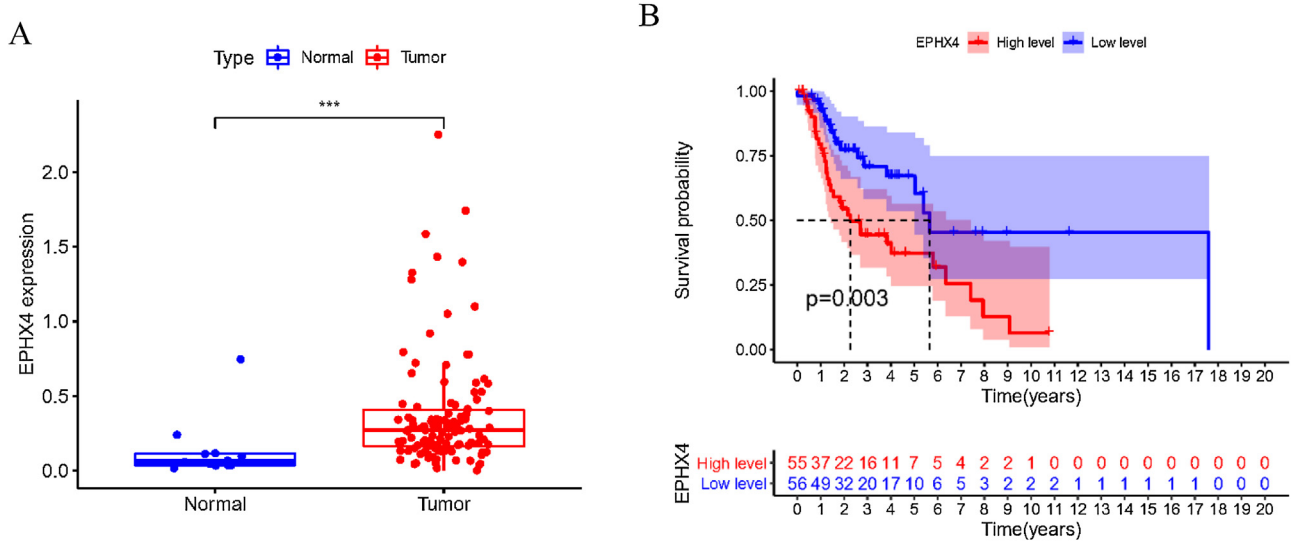 A
Type Normal Tumor
***
EPHX4 expression
2.0
1.5
1.0
0.5
0.0
Normal Tumor
B
EPHX4 High level Low level
Survival probability
1.00
0.75
0.50
0.25
0.00
p=0.003
0 1 2 3 4 5 6 7 8 9 10 11 12 13 14 15 16 17 18 19 20
Time(years)
EPHX4
High level 55 37 22 16 11 7 5 4 2 2 1 0 0 0 0 0 0 0 0 0 0
Low level 56 49 32 20 17 10 6 5 3 2 2 2 1 1 1 1 1 1 0 0 0
0 1 2 3 4 5 6 7 8 9 10 11 12 13 14 15 16 17 18 19 20
Time(years)